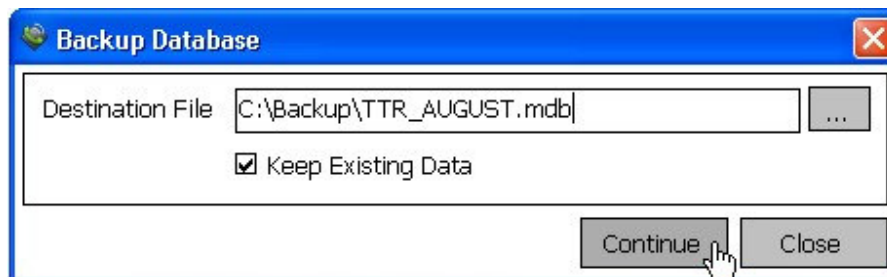 Backup Database
Destination File C:\Backup\TTR_AUGUST.mdb ...
Keep Existing Data
Continue Close